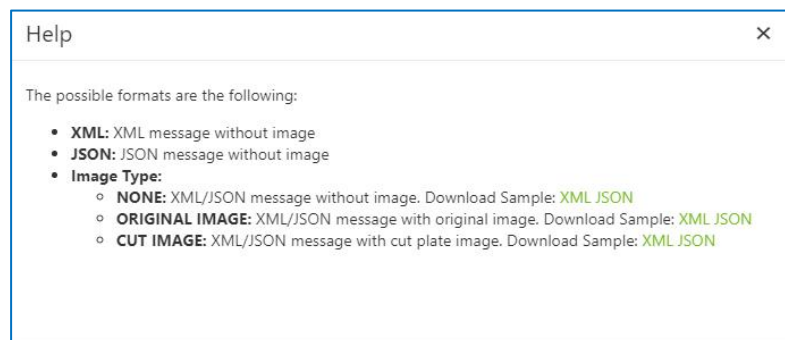 Help ×
The possible formats are the following:
• XML: XML message without image
• JSON: JSON message without image
• Image Type:
◦ NONE: XML/JSON message without image. Download Sample: XML JSON
◦ ORIGINAL IMAGE: XML/JSON message with original image. Download Sample: XML JSON
◦ CUT IMAGE: XML/JSON message with cut plate image. Download Sample: XML JSON